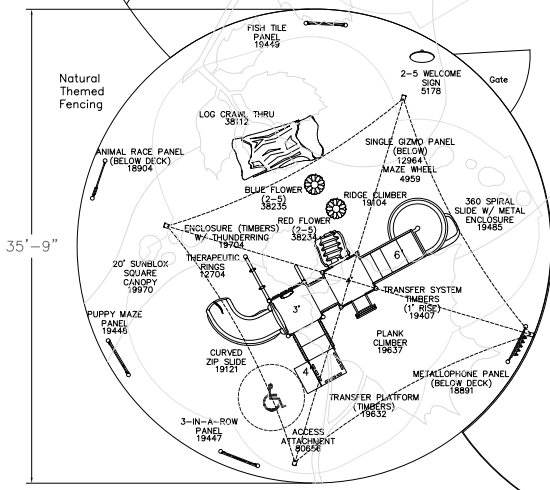 FISH TILE
PANEL
19449
Natural
Themed
Fencing
2-5 WELCOME
SIGN
5178
Gate
LOG CRAWL THRU
38112
ANIMAL RACE PANEL
(BELOW DECK)
18904
SINGLE GIZMO PANEL
(BELOW)
12964
MAZE WHEEL
4959
BLUE FLOWER
(2-5)
38235
RIDGE CLIMBER
19104
360 SPIRAL
SLIDE W/ METAL
ENCLOSURE
19485
RED FLOWER
(2-5)
38234
ENCLOSURE (TIMBERS)
W/ THUNDERRING
19704
35'-9"
THERAPEUTIC
RINGS
12704
20' SUNBLOX
SQUARE
CANOPY
19970
6'
3'
TRANSFER SYSTEM
TIMBERS
(1' RISE)
19407
PUPPY MAZE
PANEL
19446
CURVED
ZIP SLIDE
19121
PLANK
CLIMBER
19637
4'
METALLOPHONE PANEL
(BELOW DECK)
18891
TRANSFER PLATFORM
(TIMBERS)
19632
3-IN-A-ROW
PANEL
19447
ACCESS
ATTACHMENT
80656